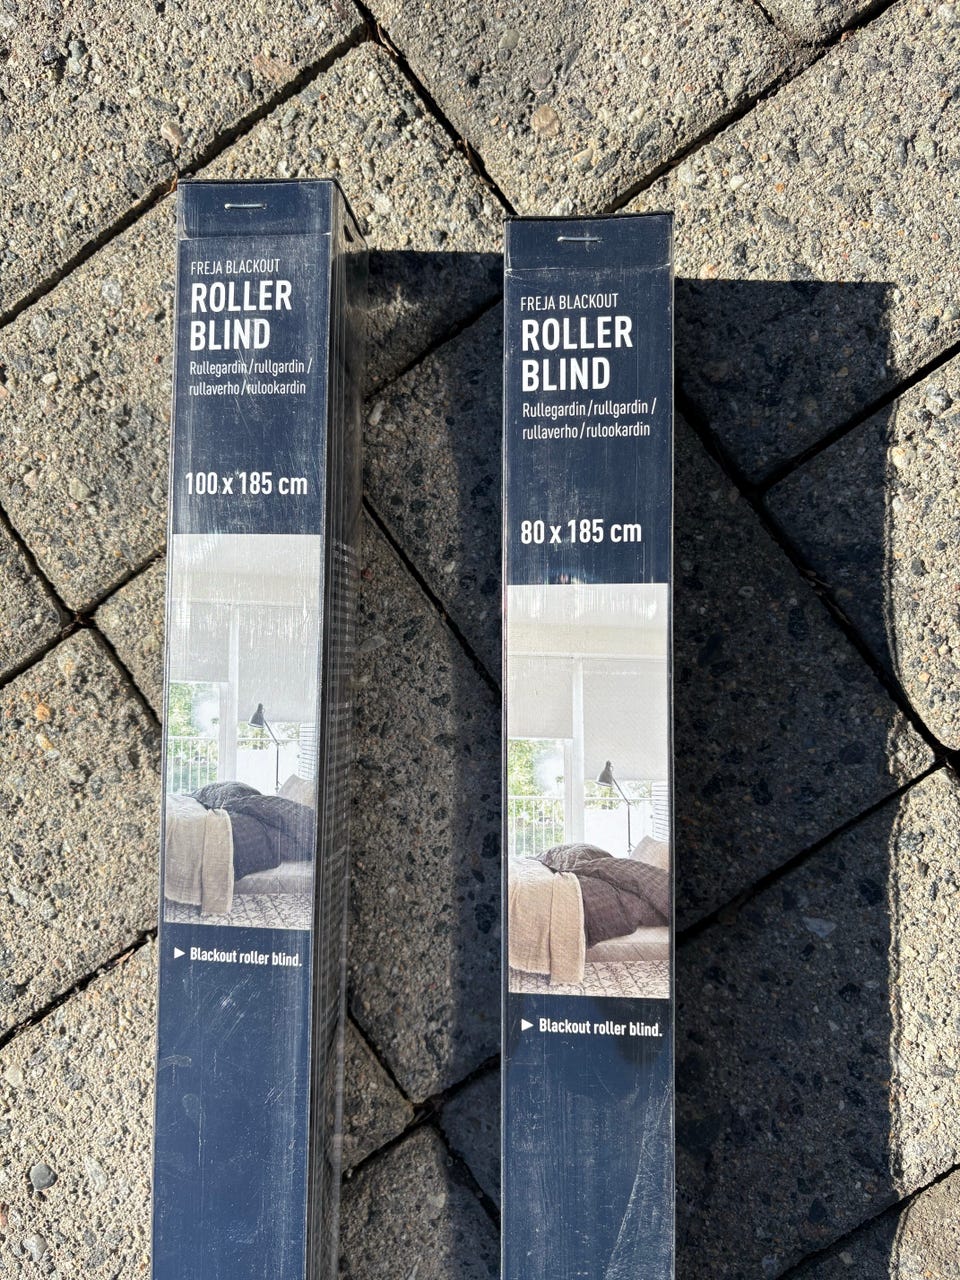 FREJA BLACKOUT
ROLLER
BLIND
Rullegardin/rullgardin/
rullaverho/rulookardin
100 x 185 cm
► Blackout roller blind.
FREJA BLACKOUT
ROLLER
BLIND
Rullegardin/rullgardin/
rullaverho/rulookardin
80 x 185 cm
► Blackout roller blind.